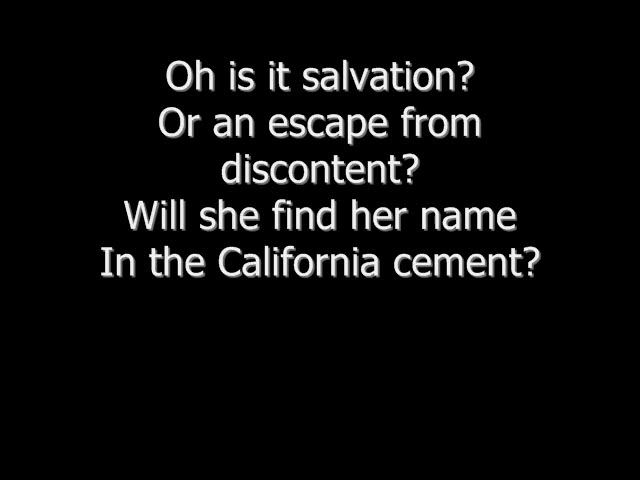 Oh is it salvation?
Or an escape from
discontent?
Will she find her name
In the California cement?